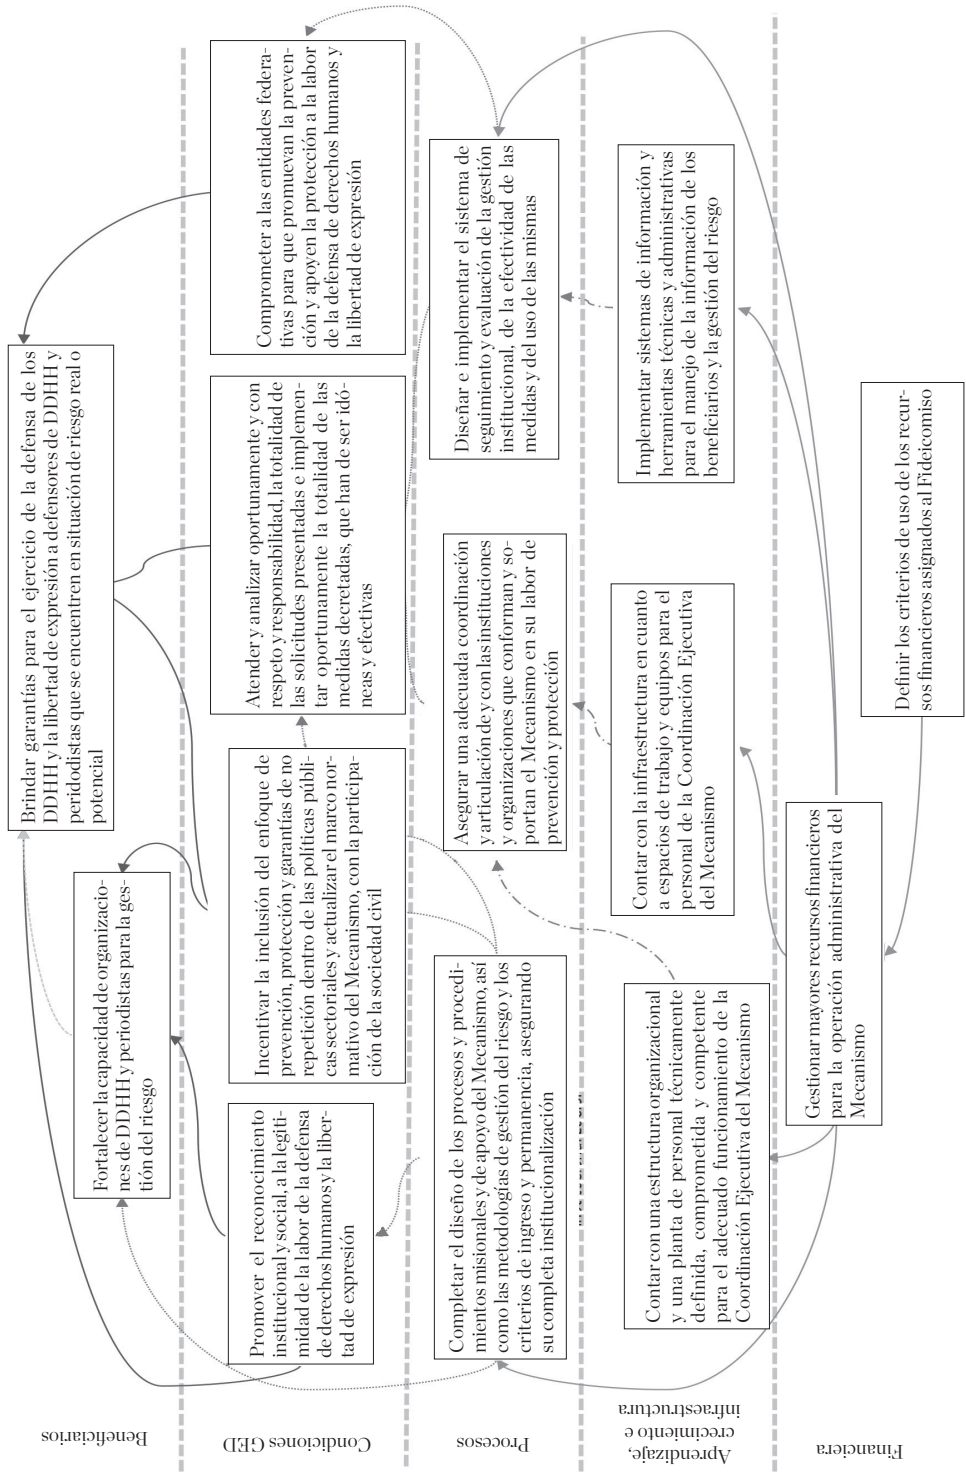 Beneficiarios
Fortalecer la capacidad de organizacio-
nes de DDHH y periodistas para la ges-
tión del riesgo
Brindar garantías para el ejercicio de la defensa de los
DDHH y la libertad de expresión a defensores de DDHH y
periodistas que se encuentren en situación de riesgo real o
potencial
Condiciones GED
Promover el reconocimiento
institucional y social, a la legiti-
midad de la labor de la defensa
de derechos humanos y la liber-
tad de expresión
Incentivar la inclusión del enfoque de
prevención, protección y garantías de no
repetición dentro de las políticas públi-
cas sectoriales y actualizar el marco nor-
mativo del Mecanismo, con la participa-
ción de la sociedad civil
Atender y analizar oportunamente y con
respeto y responsabilidad, la totalidad de
las solicitudes presentadas e implemen-
tar oportunamente la totalidad de las
medidas decretadas, que han de ser idó-
neas y efectivas
Comprometer a las entidades federa-
tivas para que promuevan la preven-
ción y apoyen la protección a la labor
de la defensa de derechos humanos y
la libertad de expresión
Procesos
Completar el diseño de los procesos y procedi-
mientos misionales y de apoyo del Mecanismo, así
como las metodologías de gestión del riesgo y los
criterios de ingreso y permanencia, asegurando
su completa institucionalización
Asegurar una adecuada coordinación
y articulación de y con las instituciones
y organizaciones que conforman y so-
portan el Mecanismo en su labor de
prevención y protección
Diseñar e implementar el sistema de
seguimiento y evaluación de la gestión
institucional, de la efectividad de las
medidas y del uso de las mismas
Aprendizaje,
crecimiento e
infraestructura
Contar con una estructura organizacional
y una planta de personal técnicamente
definida, comprometida y competente
para el adecuado funcionamiento de la
Coordinación Ejecutiva del Mecanismo
Contar con la infraestructura en cuanto
a espacios de trabajo y equipos para el
personal de la Coordinación Ejecutiva
del Mecanismo
Implementar sistemas de información y
herramientas técnicas y administrativas
para el manejo de la información de los
beneficiarios y la gestión del riesgo
Financiera
Gestionar mayores recursos financieros
para la operación administrativa del
Mecanismo
Definir los criterios de uso de los recur-
sos financieros asignados al Fideicomiso